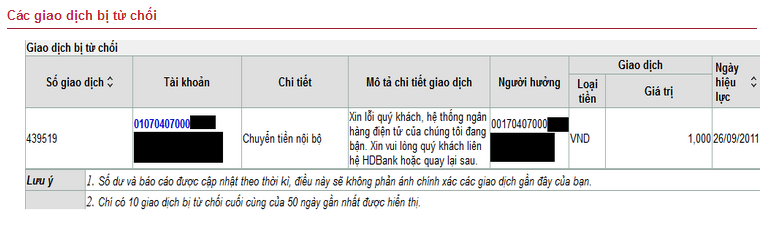 Các giao dịch bị từ chối
Giao dịch bị từ chối
Số giao dịch Tài khoản Chi tiết Mô tả chi tiết giao dịch Người hưởng Giao dịch Ngày hiệu lực
Loại tiền Giá trị
439519
01070407000
Chuyển tiền nội bộ
Xin lỗi quý khách, hệ thống ngân
hàng điện tử của chúng tôi đang
bận. Xin vui lòng quý khách liên
hệ HDBank hoặc quay lại sau.
00170407000
VND
1,000
26/09/2011
Lưu ý
1. Số dư và báo cáo được cập nhật theo thời kì, điều này sẽ không phản ánh chính xác các giao dịch gần đây của bạn.
2. Chỉ có 10 giao dịch bị từ chối cuối cùng của 50 ngày gần nhất được hiển thị.